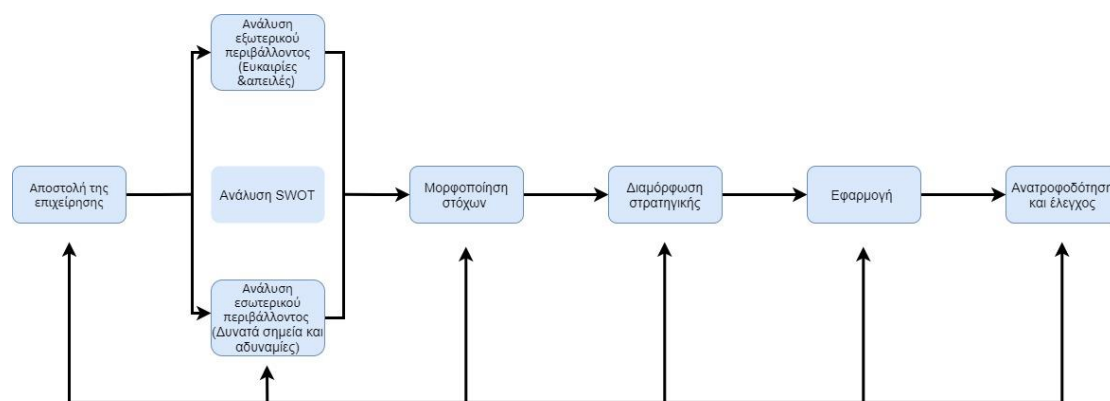 Αποστολή της
επιχείρησης
Ανάλυση
εξωτερικού
περιβάλλοντος
(Ευκαιρίες
&απειλές)
Ανάλυση SWOT
Ανάλυση
εσωτερικού
περιβάλλοντος
(Δυνατά σημεία και
αδυναμίες)
Μορφοποίηση
στόχων
Διαμόρφωση
στρατηγικής
Εφαρμογή
Ανατροφοδότηση
και έλεγχος